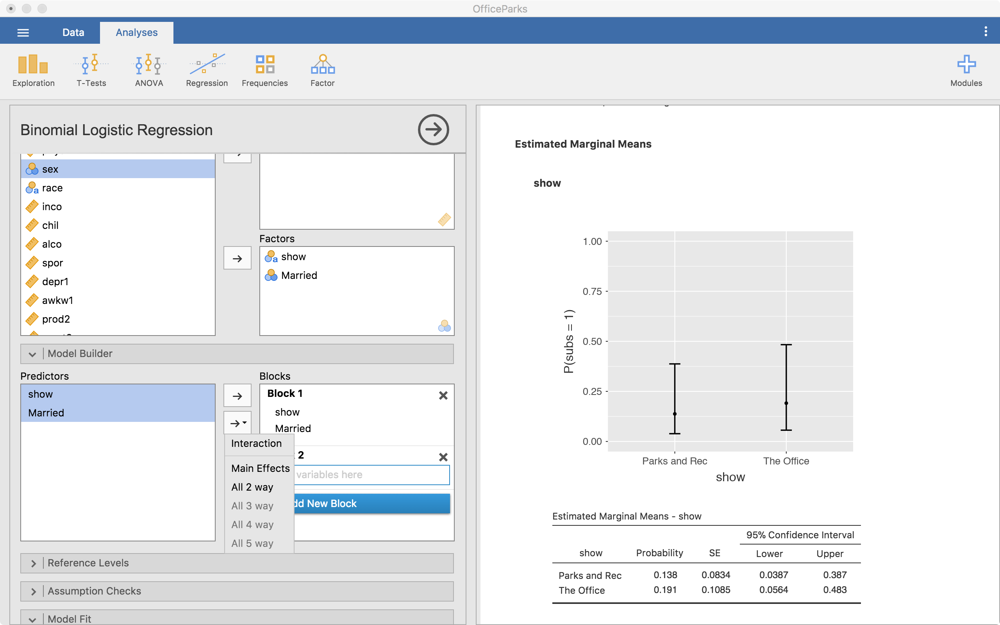 OfficeParks
Data
Analyses
Exploration
T-Tests
ANOVA
Regression
Frequencies
Factor
Modules
Binomial Logistic Regression
sex
race
inco
chil
alco
spor
depr1
awkw1
prod2
Factors
show
Married
Model Builder
Predictors
show
Married
Blocks
Block 1
show
Married
2
variables here
dd New Block
Interaction
Main Effects
All 2 way
All 3 way
All 4 way
All 5 way
Reference Levels
Assumption Checks
Model Fit
Estimated Marginal Means
show
1.00
0.75
0.50
0.25
0.00
P(subs = 1)
Parks and Rec The Office
show
Estimated Marginal Means - show
95% Confidence Interval
show Probability SE Lower Upper
Parks and Rec 0.138 0.0834 0.0387 0.387
The Office 0.191 0.1085 0.0564 0.483